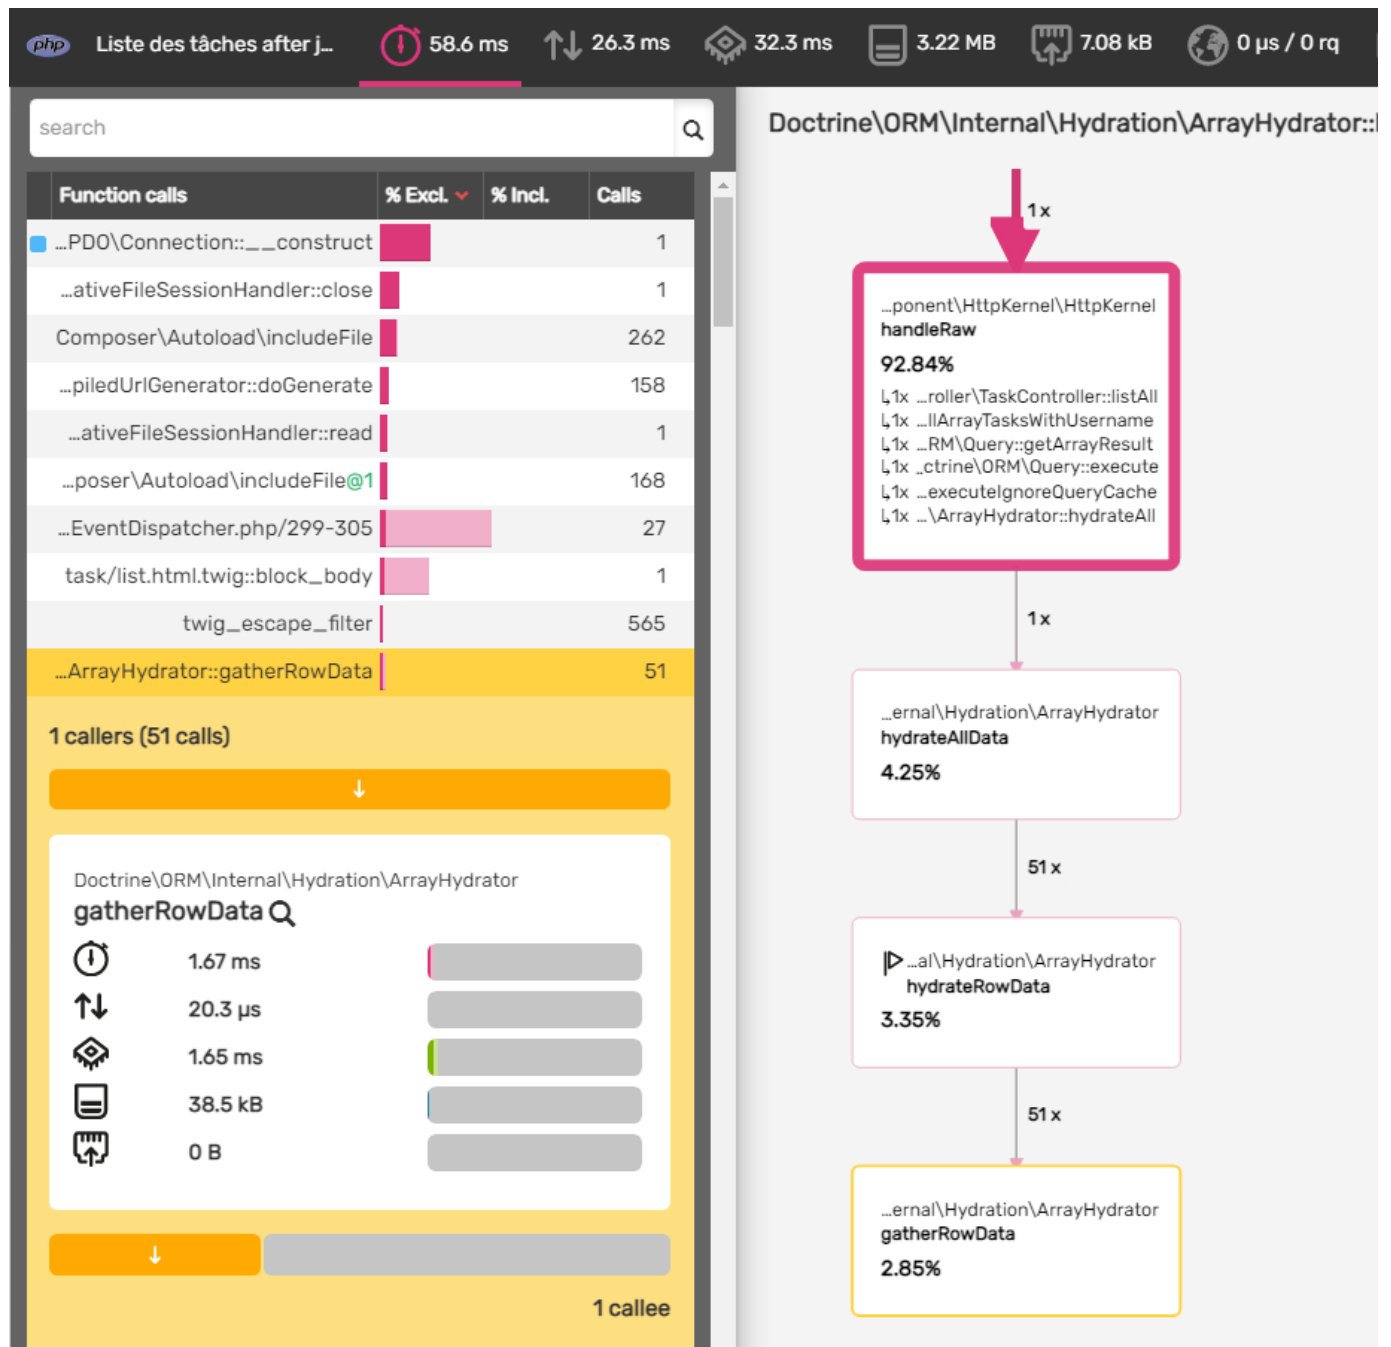 php Liste des tâches after j... 58.6 ms 26.3 ms 32.3 ms 3.22 MB 7.08 kB 0 µs / 0 rq
search
Function calls % Excl. % Incl. Calls
...PDO\Connection::__construct 1
...ativeFileSessionHandler::close 1
Composer\Autoload\includeFile 262
...piledUrlGenerator::doGenerate 158
...ativeFileSessionHandler::read 1
...poser\Autoload\includeFile@1 168
...EventDispatcher.php/299-305 27
task/list.html.twig::block_body 1
twig_escape_filter 565
...ArrayHydrator::gatherRowData 51
1 callers (51 calls)
↓
Doctrine\ORM\Internal\Hydration\ArrayHydrator
gatherRowData
1.67 ms
20.3 µs
1.65 ms
38.5 kB
0 B
↓
1 callee
Doctrine\ORM\Internal\Hydration\ArrayHydrator::
1 x
...ponent\HttpKernel\HttpKernel
handleRaw
92.84%
↳1x ...roller\TaskController::listAll
↳1x ...llArrayTasksWithUsername
↳1x ...RM\Query::getArrayResult
↳1x ...ctrine\ORM\Query::execute
↳1x ...executeIgnoreQueryCache
↳1x ...\ArrayHydrator::hydrateAll
1 x
...ernal\Hydration\ArrayHydrator
hydrateAllData
4.25%
51 x
...al\Hydration\ArrayHydrator
hydrateRowData
3.35%
51 x
...ernal\Hydration\ArrayHydrator
gatherRowData
2.85%